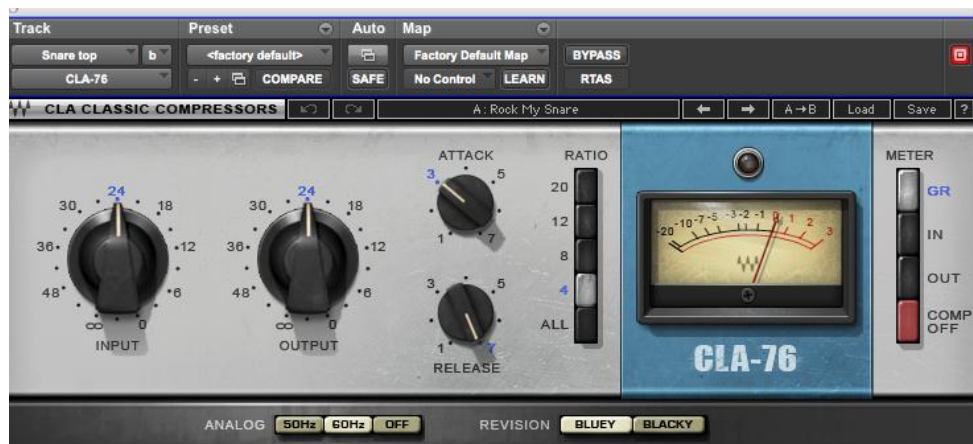 Track Preset Auto Map
Snare top b <factory default> Factory Default Map BYPASS
CLA-76 - + COMPARE SAFE No Control LEARN RTAS
CLA CLASSIC COMPRESSORS A: Rock My Snare A→B Load Save ?
ATTACK RATIO METER
24 24 3 5 20 GR
30 18 30 18 1 7 12 IN
36 12 36 12 8 OUT
48 6 48 6 3 5 4 COMP OFF
∞ 0 ∞ 0 1 7 ALL
INPUT OUTPUT RELEASE
-20 -10 -7 -5 -3 -2 -1 0 1 2 3
CLA-76
ANALOG 50Hz 60Hz OFF REVISION BLUEY BLACKY